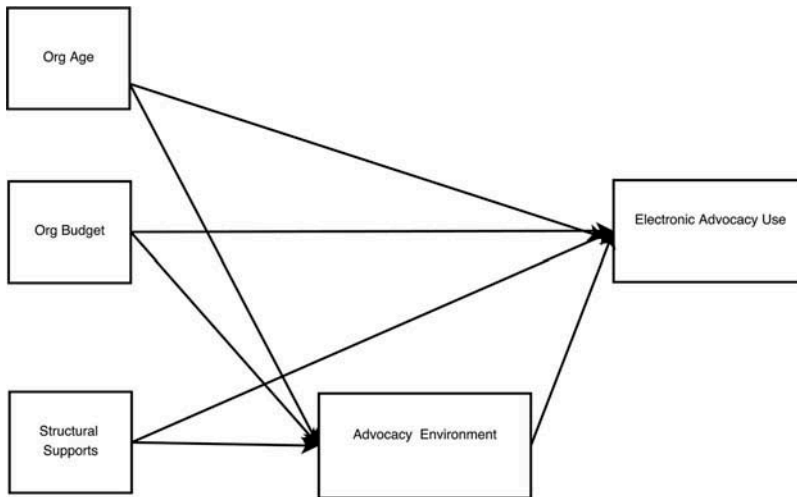 Org Age
Org Budget
Electronic Advocacy Use
Structural
Supports
Advocacy Environment